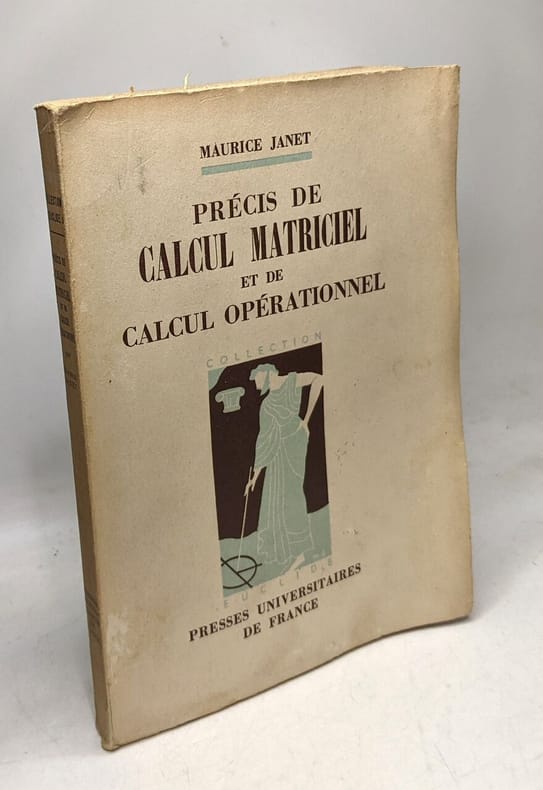 MAURICE JANET
PRÉCIS DE
CALCUL MATRICIEL
ET DE
CALCUL OPÉRATIONNEL
COLLECTION
EUCLIDE
PRESSES UNIVERSITAIRES
DE FRANCE